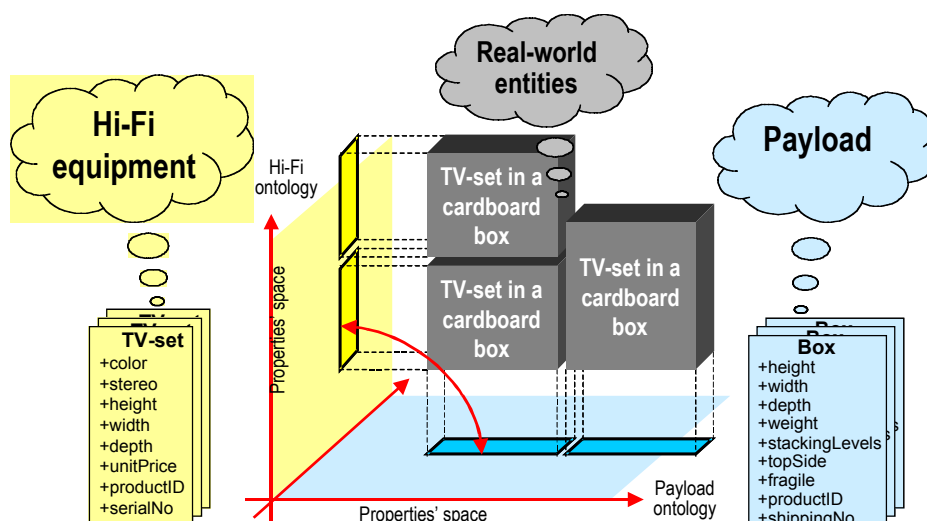 Real-world
entities
Hi-Fi
equipment
Payload
Hi-Fi
ontology
TV-set in a
cardboard
box
TV-set in a
cardboard
box
TV-set in a
cardboard
box
Properties' space
TV-set
+color
+stereo
+height
+width
+depth
+unitPrice
+productID
+serialNo
Box
Box
+height
+width
+depth
+weight
+stackingLevels
+topSide
+fragile
+productID
+shippingNo
Payload
ontology
Properties' space